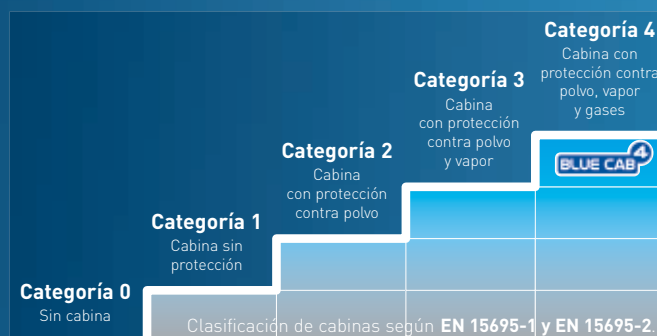 Categoría 4
Cabina con
protección contra
polvo, vapor
y gases
Categoría 3
Cabina
con protección
contra polvo
y vapor
BLUE CAB 4
Categoría 2
Cabina
con protección
contra polvo
Categoría 1
Cabina sin
protección
Categoría 0
Sin cabina
Clasificación de cabinas según EN 15695-1 y EN 15695-2.